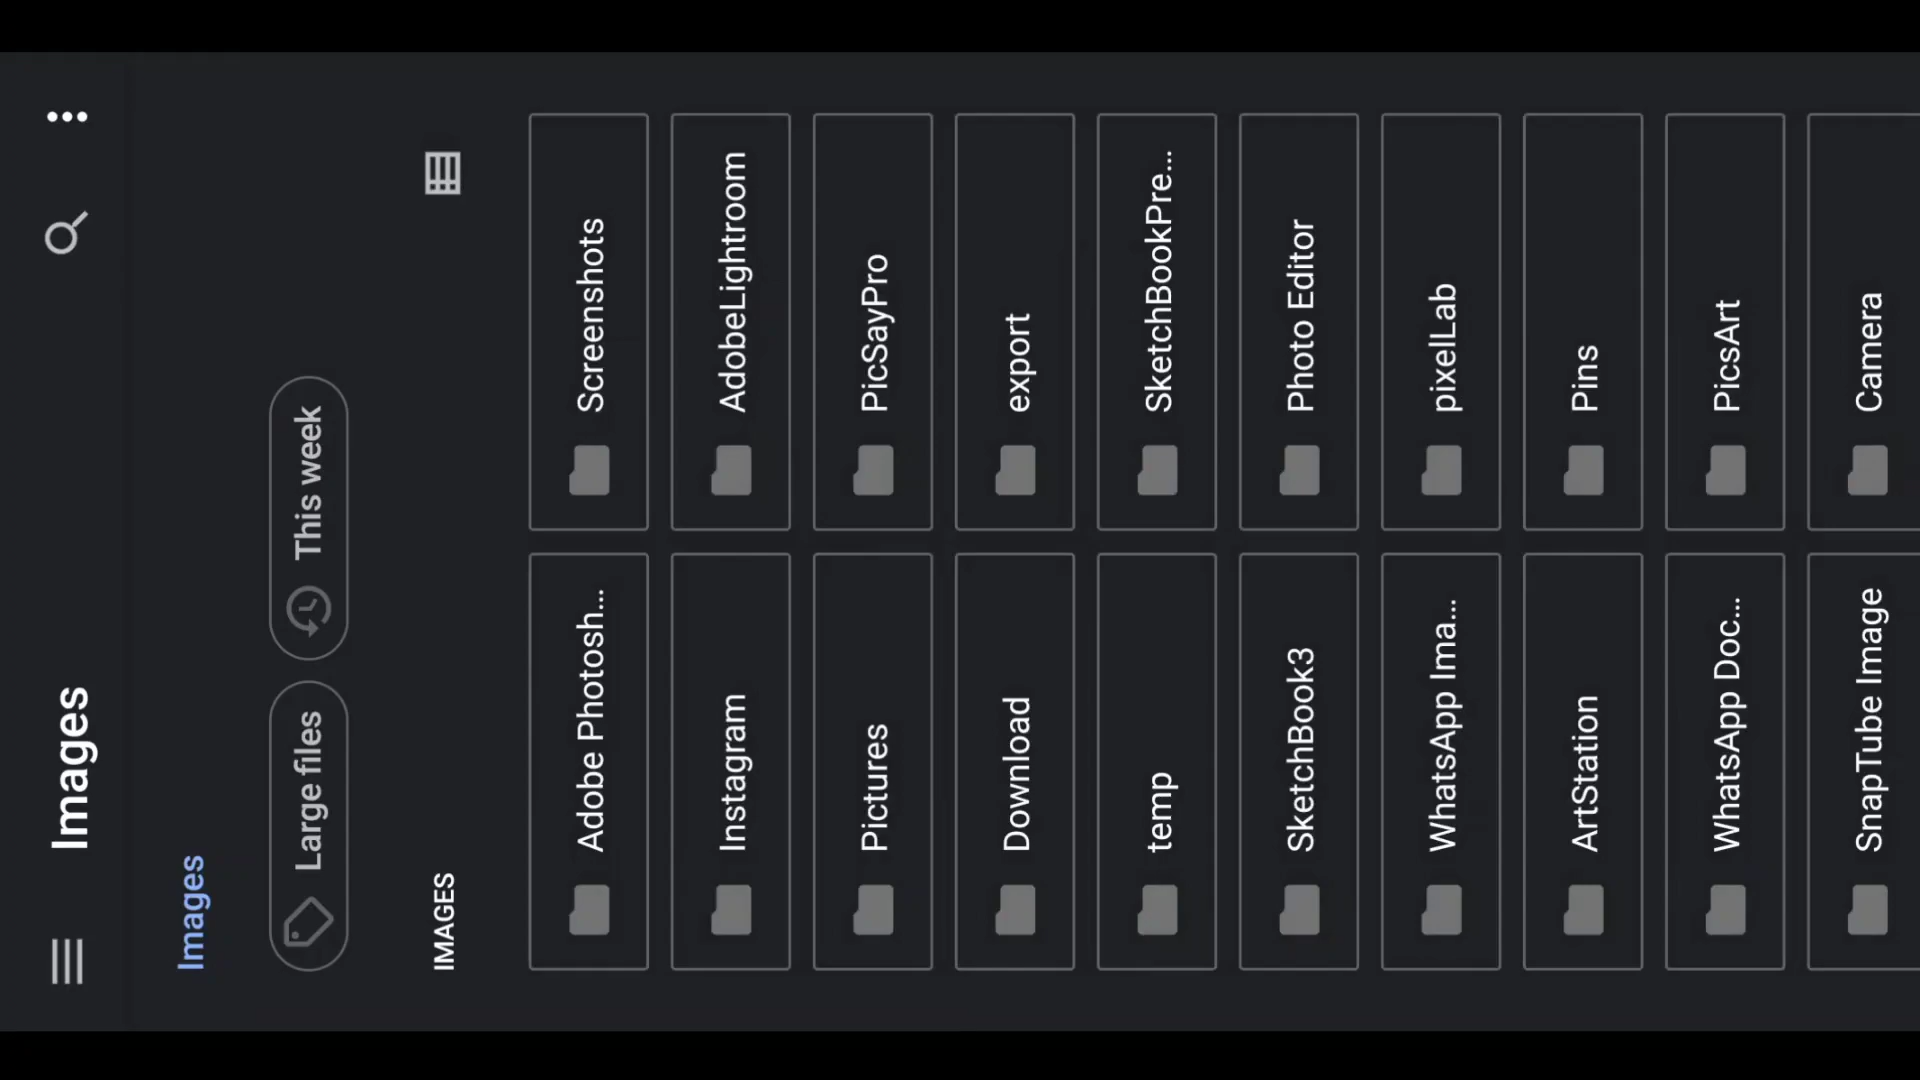 Images
Images
Large files
This week
IMAGES
Adobe Photosh...
Screenshots
Instagram
AdobeLightroom
Pictures
PicSayPro
Download
export
temp
SketchBookPre...
SketchBook3
Photo Editor
WhatsApp Ima...
pixelLab
ArtStation
Pins
WhatsApp Doc...
PicsArt
SnapTube Image
Camera